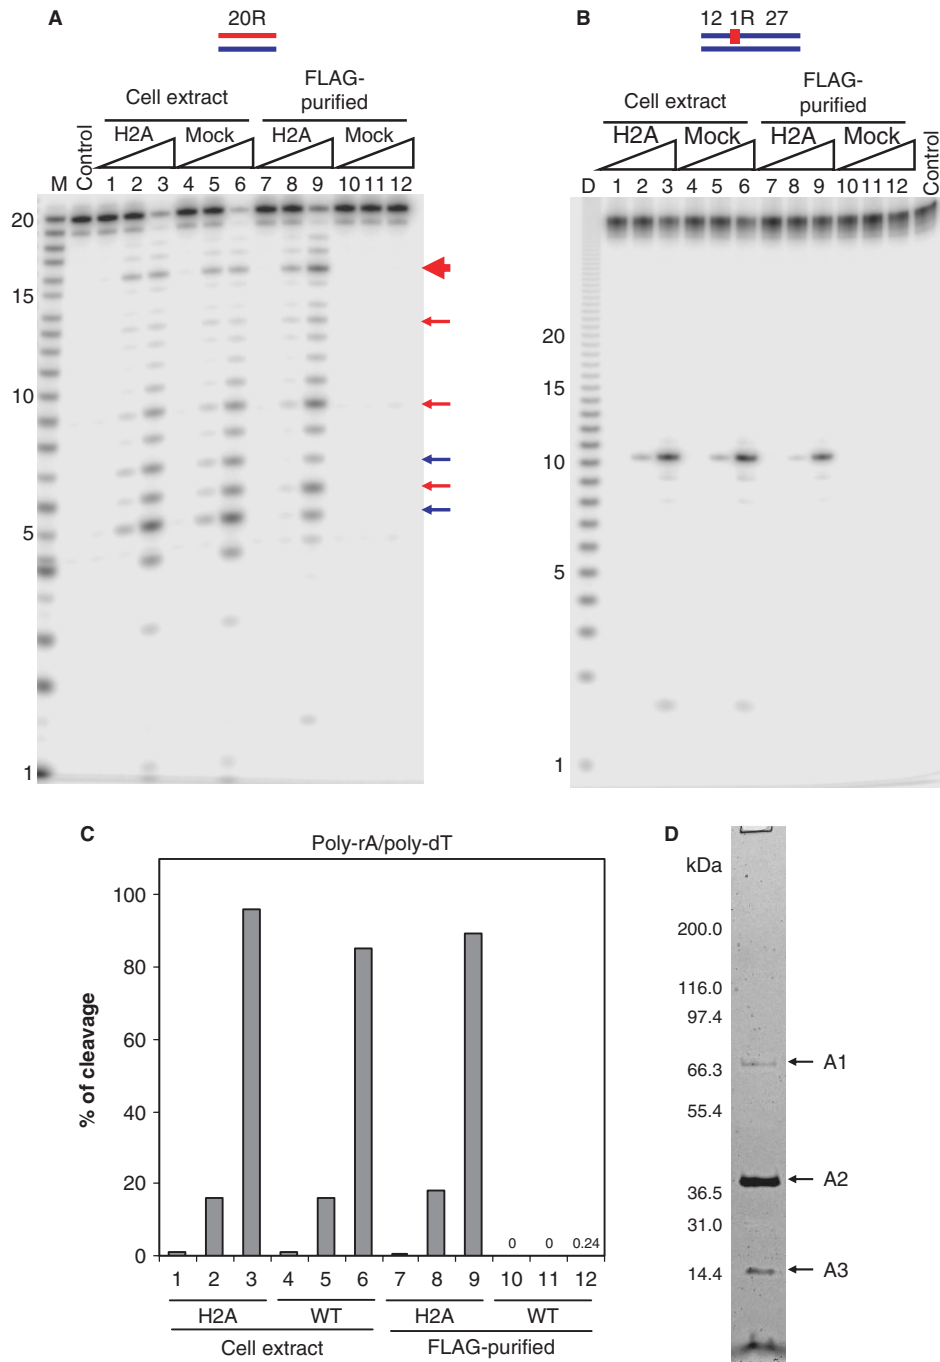 A
20R
Cell extract
FLAG-
purified
H2A
Mock
H2A
Mock
M Control 1 2 3 4 5 6 7 8 9 10 11 12
20
15
10
5
1
B
12 1R 27
Cell extract
FLAG-
purified
H2A
Mock
H2A
Mock
D 1 2 3 4 5 6 7 8 9 10 11 12 Control
20
15
10
5
1
C
Poly-rA/poly-dT
% of cleavage
100
80
60
40
20
0
0 0 0.24
1 2 3 4 5 6 7 8 9 10 11 12
H2A WT H2A WT
Cell extract FLAG-purified
D
kDa
200.0
116.0
97.4
66.3
55.4
36.5
31.0
14.4
A1
A2
A3